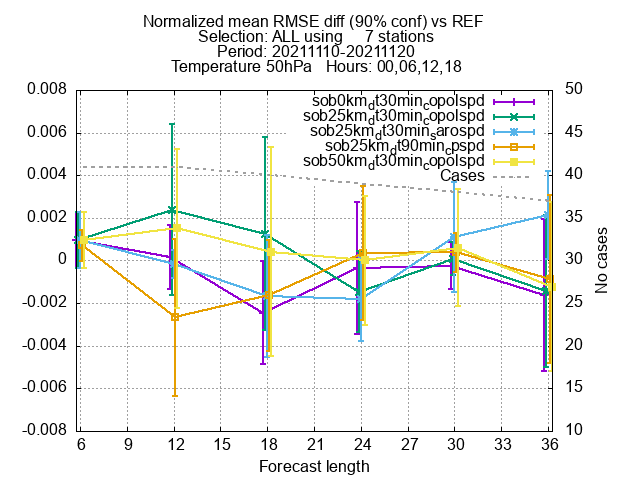 Normalized mean RMSE diff (90% conf) vs REF
Selection: ALL using 7 stations
Period: 20211110-20211120
Temperature 50hPa Hours: 00,06,12,18
0.008
0.006
0.004
0.002
0
-0.002
-0.004
-0.006
-0.008
50
45
40
35
30
25
20
15
10
sob0km_dt30min_copolspd
sob25km_dt30min_copolspd
sob25km_dt30min_sarospd
sob25km_dt90min_cpspd
sob50km_dt30min_copolspd
Cases
No cases
6 9 12 15 18 21 24 27 30 33 36
Forecast length